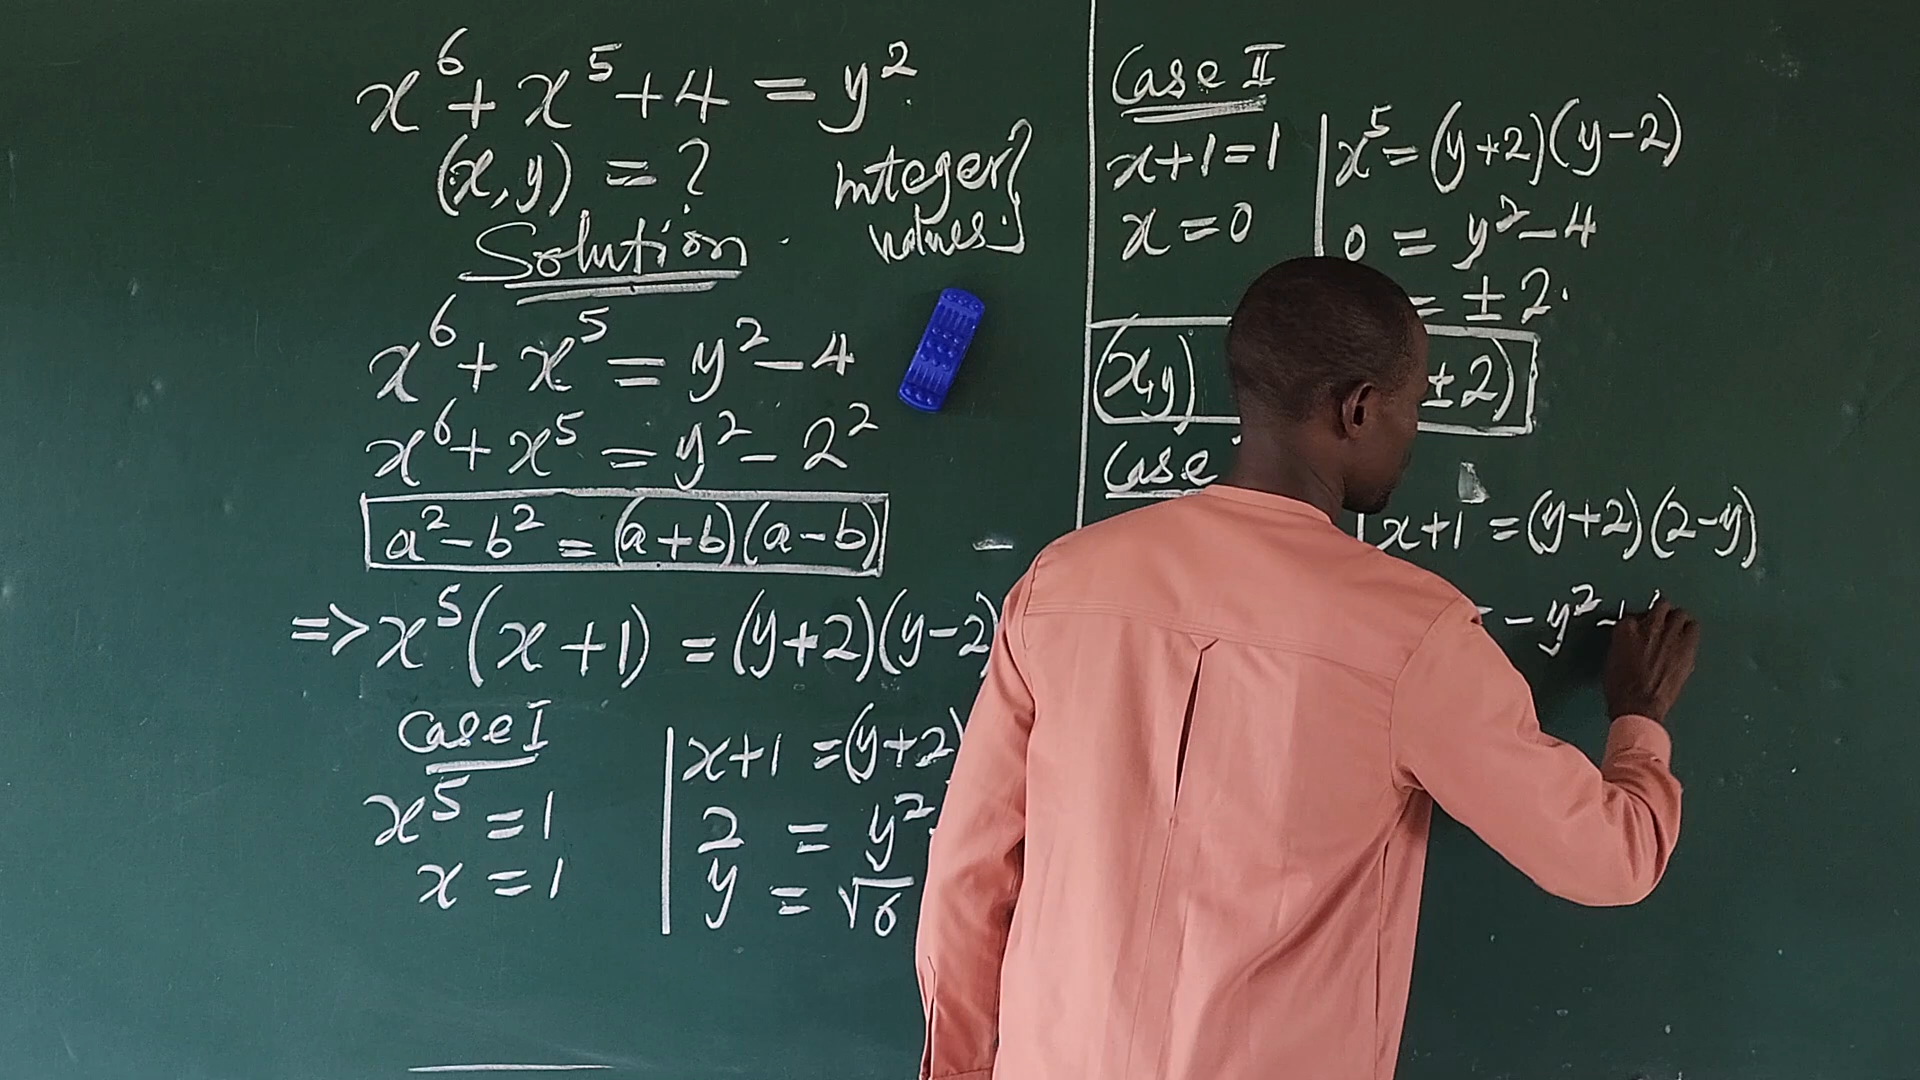 x⁶ + x⁵ + 4 = y²
(x, y) = ?
Integer values.
Solution
x⁶ + x⁵ = y² - 4
x⁶ + x⁵ = y² - 2²
a² - b² = (a+b)(a-b)
=> x⁵(x+1) = (y+2)(y-2)
Case I
x⁵ = 1
x = 1
x+1 = (y+2)
2 = y²
y = √6
Case II
x+1 = 1
x = 0
x⁵ = (y+2)(y-2)
0 = y² - 4
= ±2.
(x,y) ±2)
Case
x+1 = (y+2)(2-y)
= -y² +